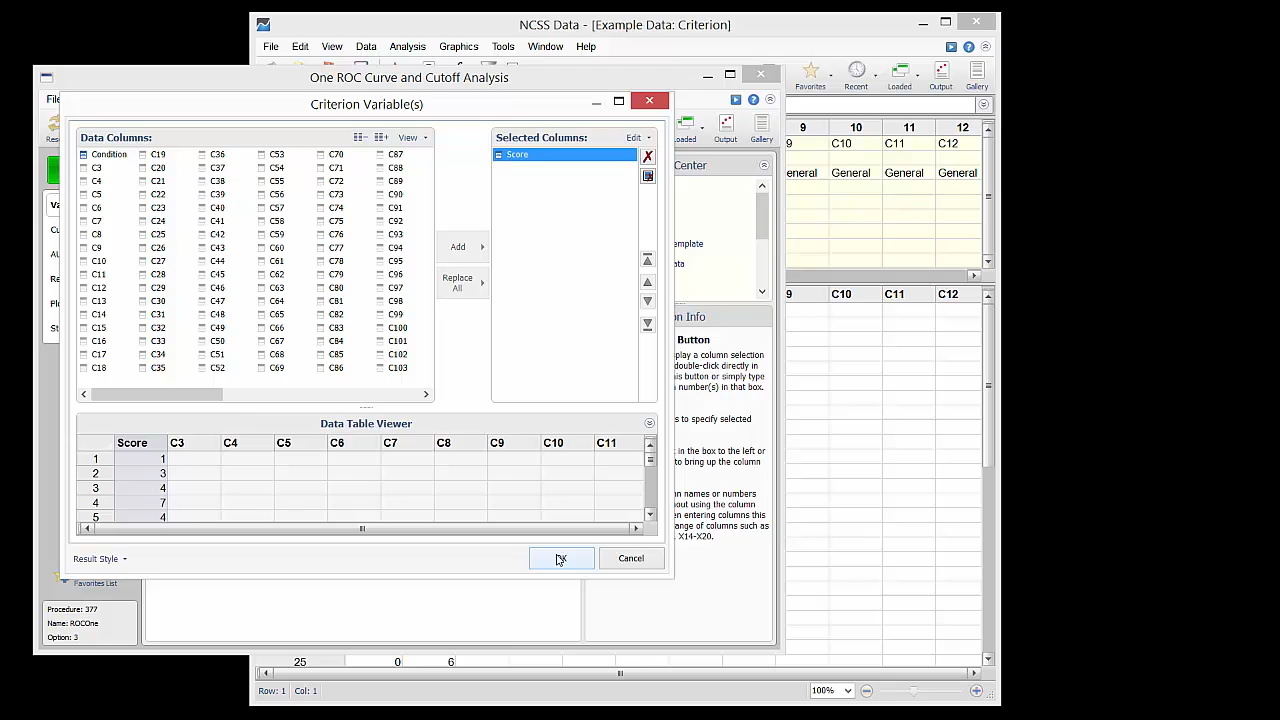 NCSS Data - [Example Data: Criterion]
File Edit View Data Analysis Graphics Tools Window Help
One ROC Curve and Cutoff Analysis
Favorites Recent Loaded Output Gallery
Criterion Variable(s)
Data Columns: View
Selected Columns: Edit
Condition C19 C36 C53 C70 C87
C3 C20 C37 C54 C71 C88
C4 C21 C38 C55 C72 C89
C5 C22 C39 C56 C73 C90
C6 C23 C40 C57 C74 C91
C7 C24 C41 C58 C75 C92
C8 C25 C42 C59 C76 C93
C9 C26 C43 C60 C77 C94
C10 C27 C44 C61 C78 C95
C11 C28 C45 C62 C79 C96
C12 C29 C46 C63 C80 C97
C13 C30 C47 C64 C81 C98
C14 C31 C48 C65 C82 C99
C15 C32 C49 C66 C83 C100
C16 C33 C50 C67 C84 C101
C17 C34 C51 C68 C85 C102
C18 C35 C52 C69 C86 C103
Score
Add
Replace
All
Data Table Viewer
Score C3 C4 C5 C6 C7 C8 C9 C10 C11
1 1
2 3
3 4
4 7
5 4
Result Style
Cancel
Output Gallery
Center
Button
Favorites List
Procedure: 377
Name: ROCOne
Option: 3
9 10 11 12
C10 C11 C12
General General General
9 C10 C11 C12
25 0 6
Row: 1 Col: 1
100%